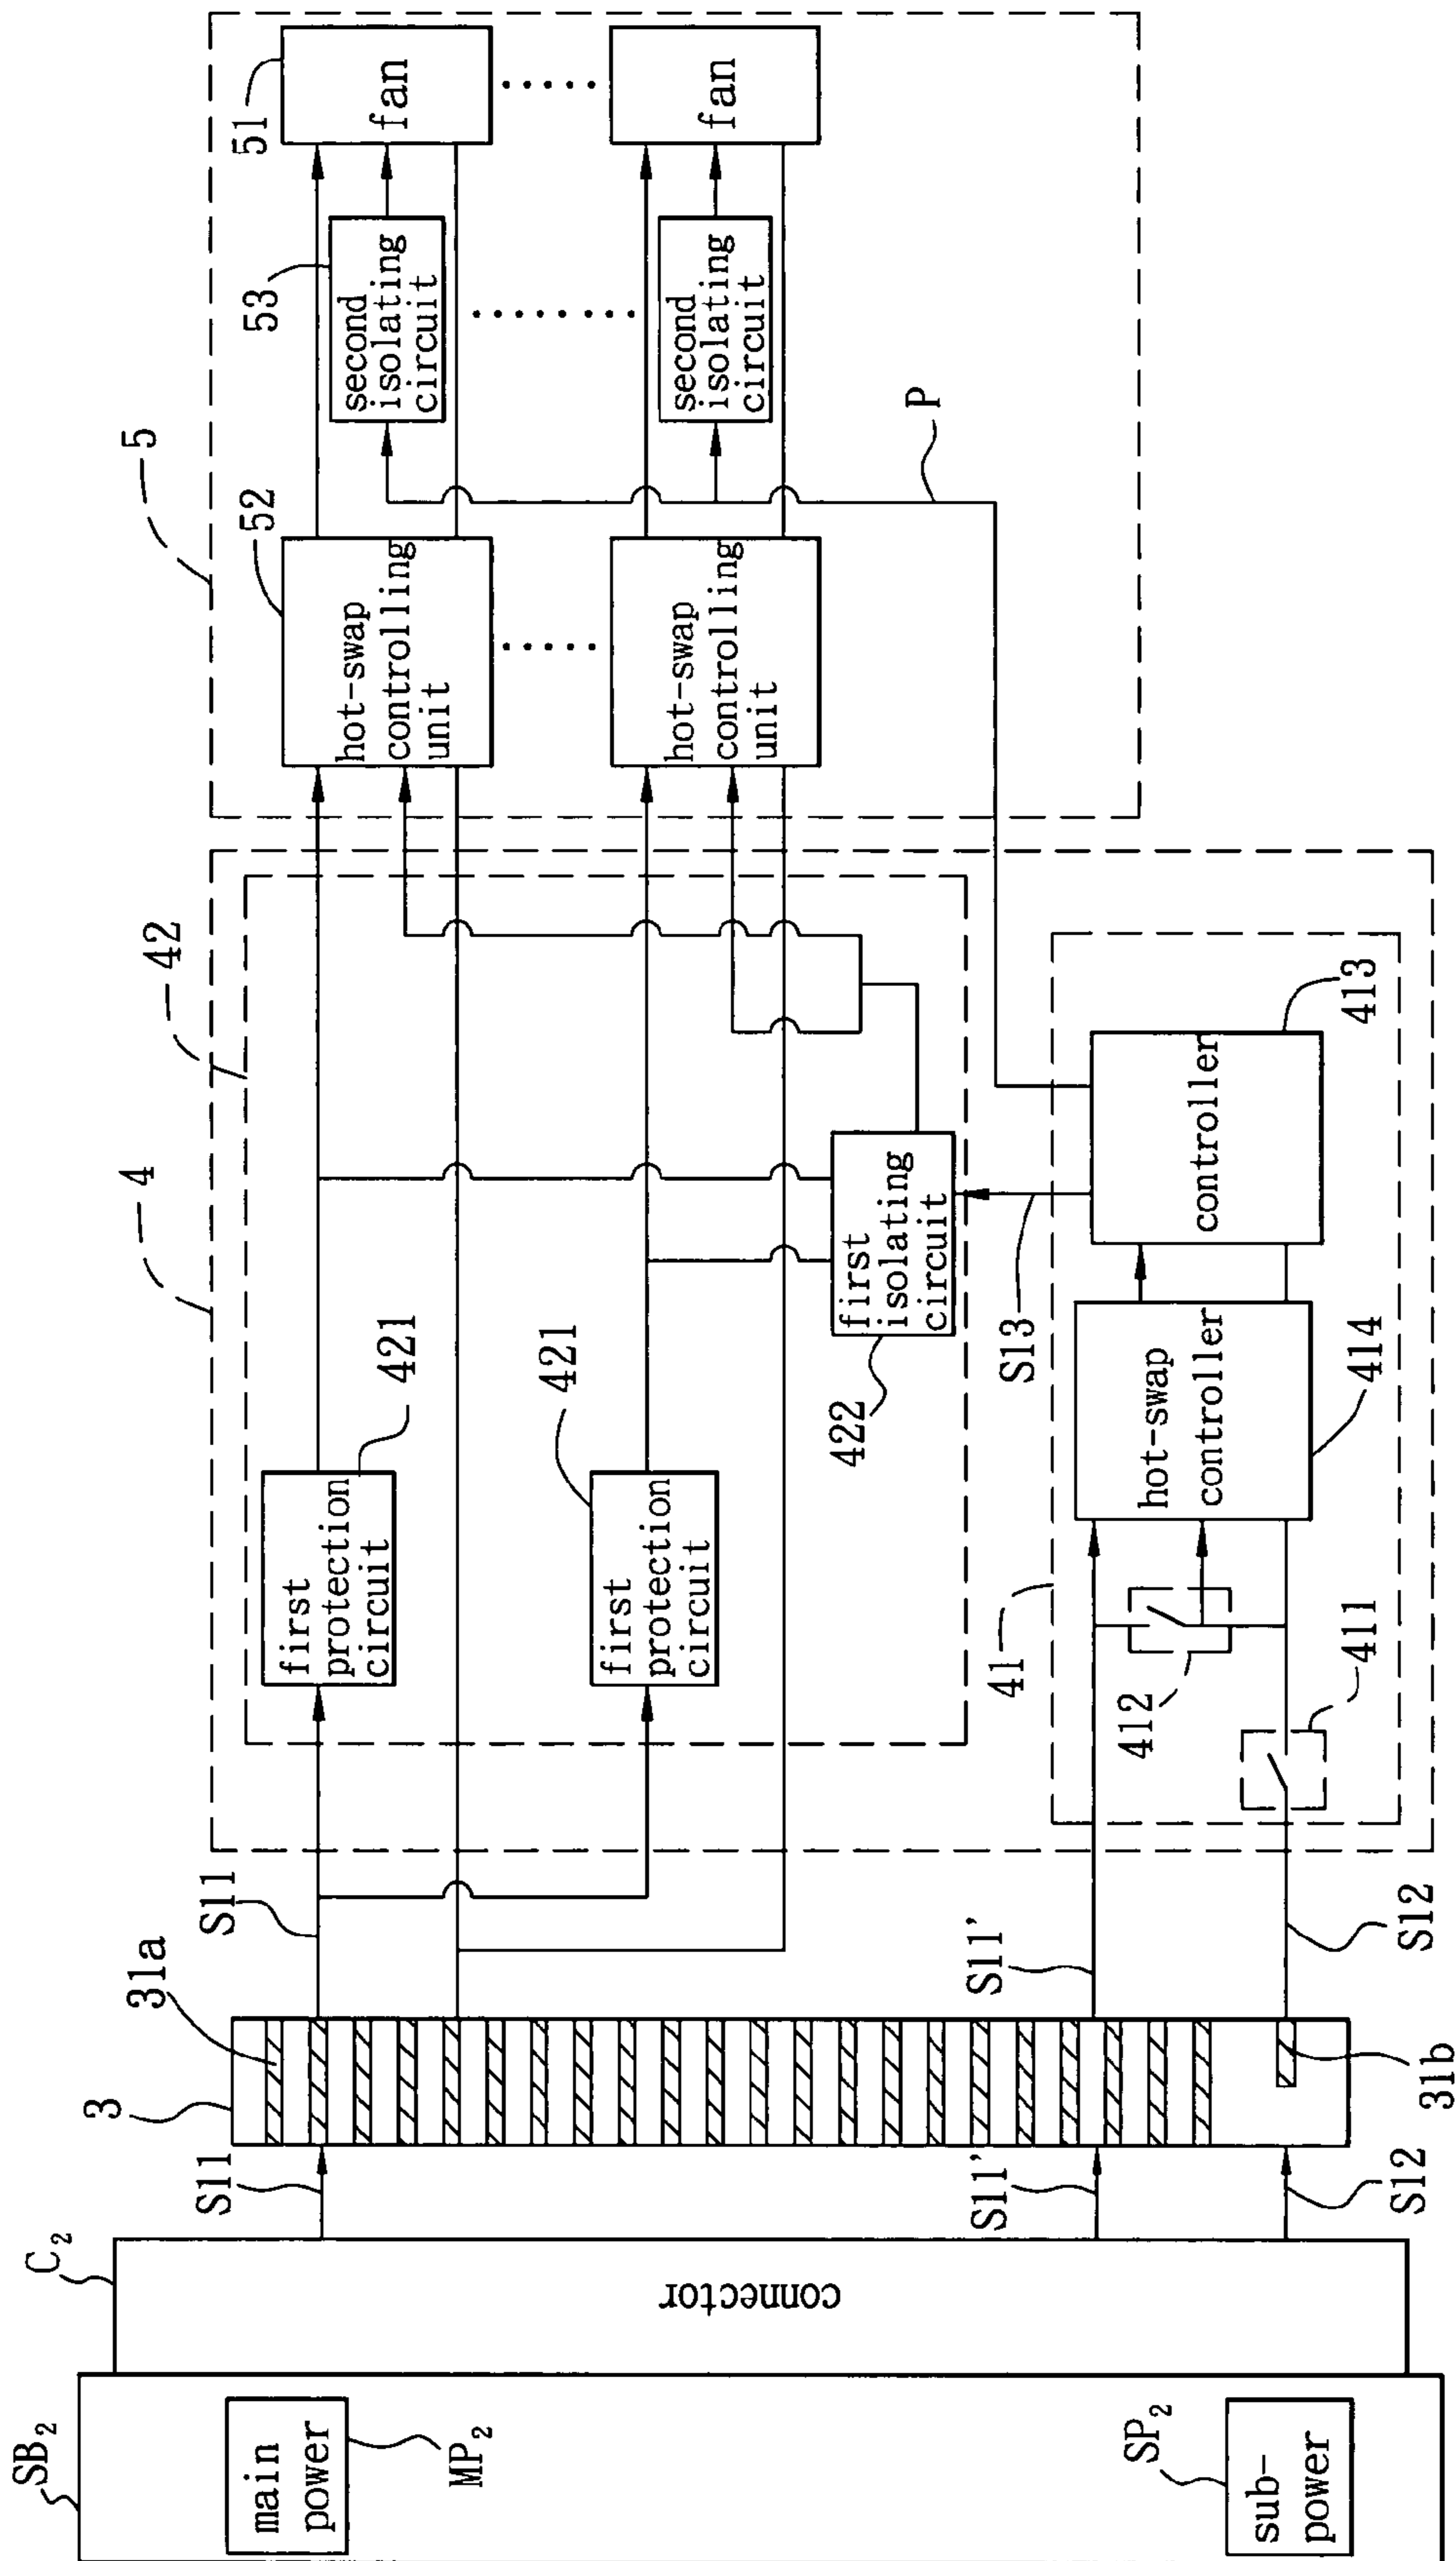 SB2
C2
main
power
MP2
sub-
power
SP2
connector
S11
S11'
S12
3
31a
31b
S11
S11'
S12
4
42
first
protection
circuit
421
first
protection
circuit
421
first
isolating
circuit
422
S13
41
411
412
hot-swap
controller
414
controller
413
P
5
hot-swap
controlling
unit
52
second
isolating
circuit
53
fan
51
hot-swap
controlling
unit
second
isolating
circuit
fan